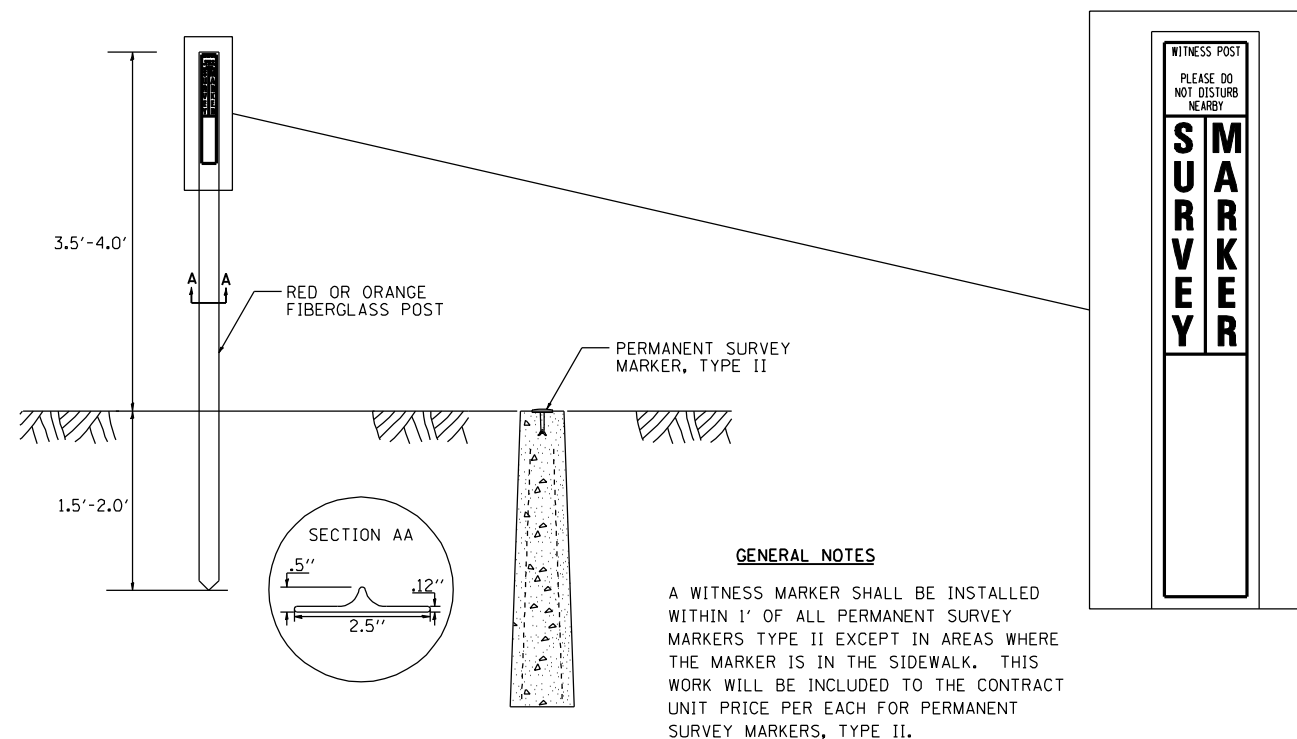 WITNESS POST
PLEASE DO
NOT DISTURB
NEARBY
SURVEY
MARKER
3.5'-4.0'
A A
RED OR ORANGE
FIBERGLASS POST
PERMANENT SURVEY
MARKER, TYPE II
1.5'-2.0'
SECTION AA
.5''
.12''
2.5''
GENERAL NOTES
A WITNESS MARKER SHALL BE INSTALLED
WITHIN 1' OF ALL PERMANENT SURVEY
MARKERS TYPE II EXCEPT IN AREAS WHERE
THE MARKER IS IN THE SIDEWALK. THIS
WORK WILL BE INCLUDED TO THE CONTRACT
UNIT PRICE PER EACH FOR PERMANENT
SURVEY MARKERS, TYPE II.